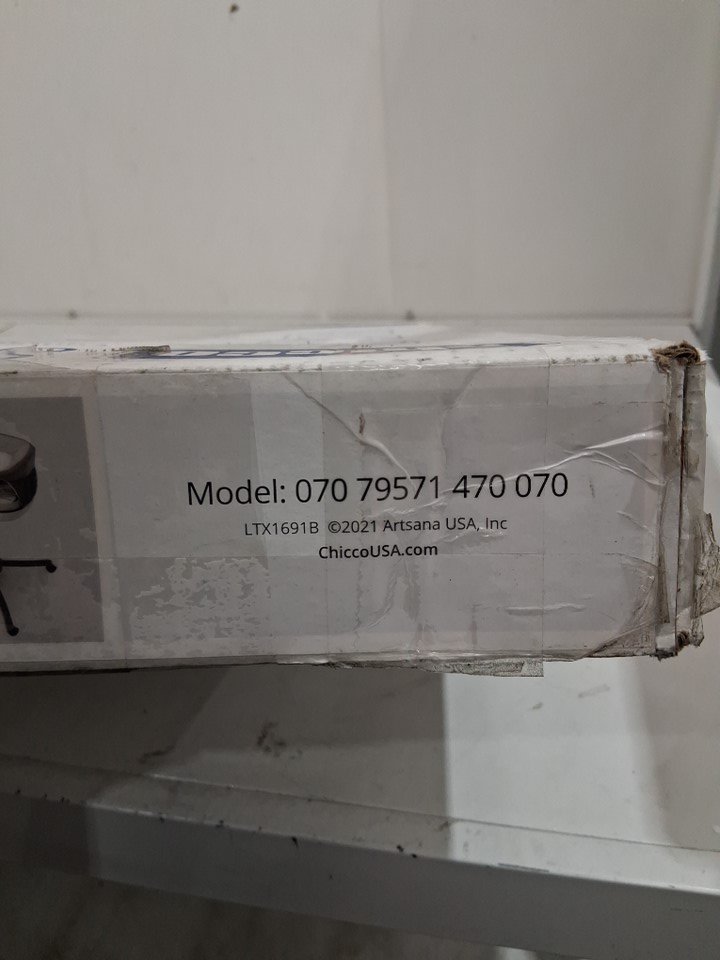 Model: 070 79571 470 070
LTX1691B ©2021 Artsana USA, Inc
ChiccoUSA.com